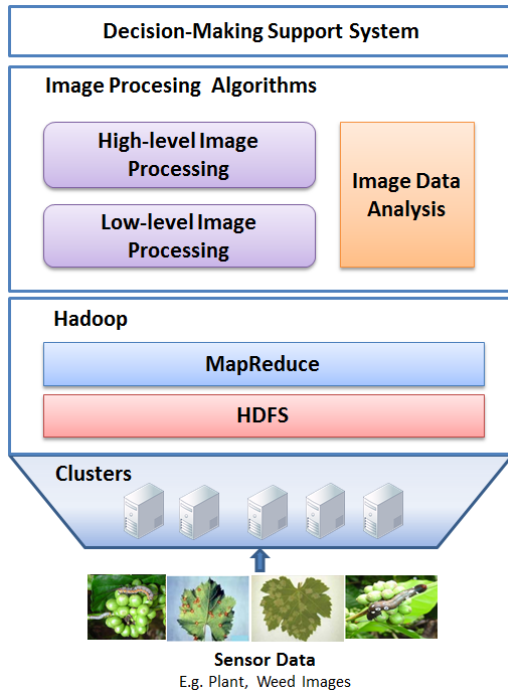 Decision-Making Support System
Image Procesing Algorithms
High-level Image
Processing
Low-level Image
Processing
Image Data
Analysis
Hadoop
MapReduce
HDFS
Clusters
Sensor Data
E.g. Plant, Weed Images